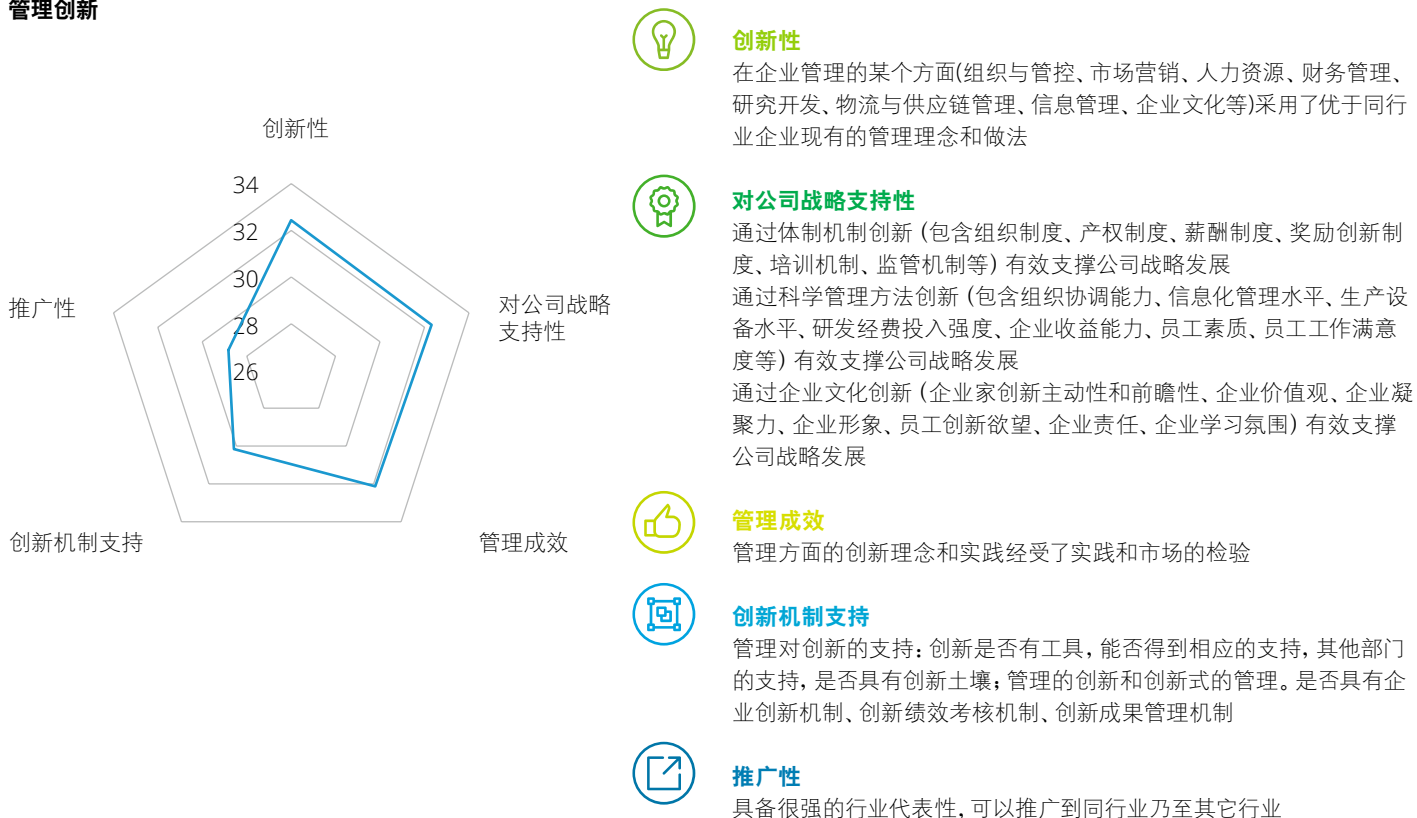 管理创新
创新性
34
32
30
28
26
推广性
对公司战略
支持性
创新机制支持
管理成效
创新性
在企业管理的某个方面(组织与管控、市场营销、人力资源、财务管理、
研究开发、物流与供应链管理、信息管理、企业文化等)采用了优于同行
业企业现有的管理理念和做法
对公司战略支持性
通过体制机制创新（包含组织制度、产权制度、薪酬制度、奖励创新制
度、培训机制、监管机制等）有效支撑公司战略发展
通过科学管理方法创新（包含组织协调能力、信息化管理水平、生产设
备水平、研发经费投入强度、企业收益能力、员工素质、员工工作满意
度等）有效支撑公司战略发展
通过企业文化创新（企业家创新主动性和前瞻性、企业价值观、企业凝
聚力、企业形象、员工创新欲望、企业责任、企业学习氛围）有效支撑
公司战略发展
管理成效
管理方面的创新理念和实践经受了实践和市场的检验
创新机制支持
管理对创新的支持：创新是否有工具，能否得到相应的支持，其他部门
的支持，是否具有创新土壤；管理的创新和创新式的管理。是否具有企
业创新机制、创新绩效考核机制、创新成果管理机制
推广性
具备很强的行业代表性，可以推广到同行业乃至其它行业